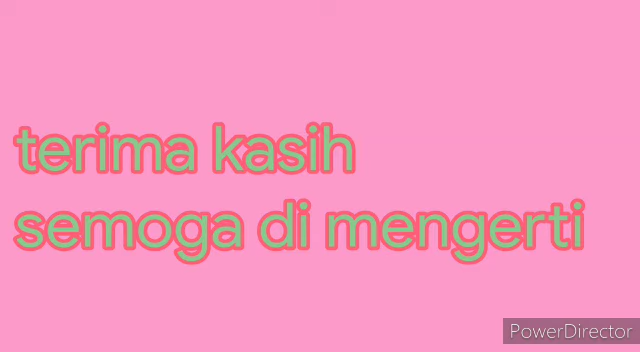 terima kasih
semoga di mengerti
PowerDirector